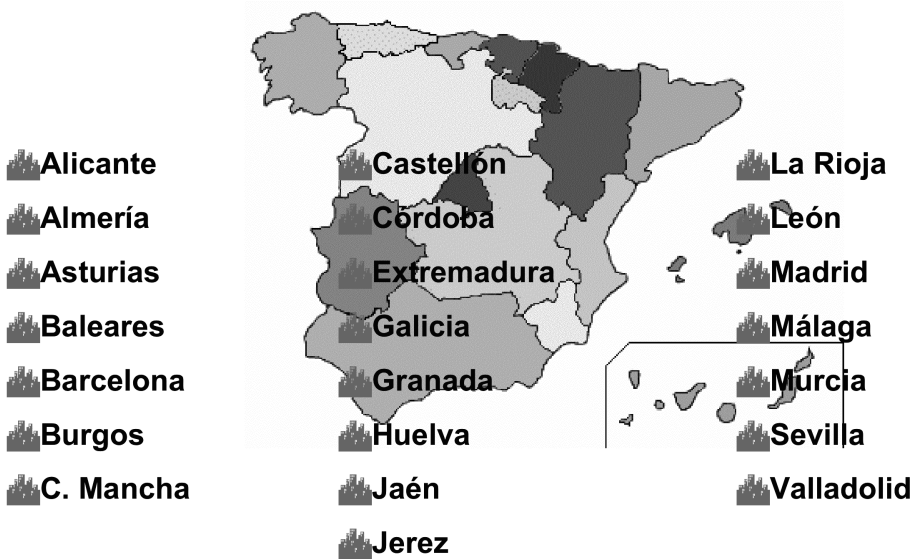 Alicante
Almería
Asturias
Baleares
Barcelona
Burgos
C. Mancha
Castellón
Córdoba
Extremadura
Galicia
Granada
Huelva
Jaén
Jerez
La Rioja
León
Madrid
Málaga
Murcia
Sevilla
Valladolid